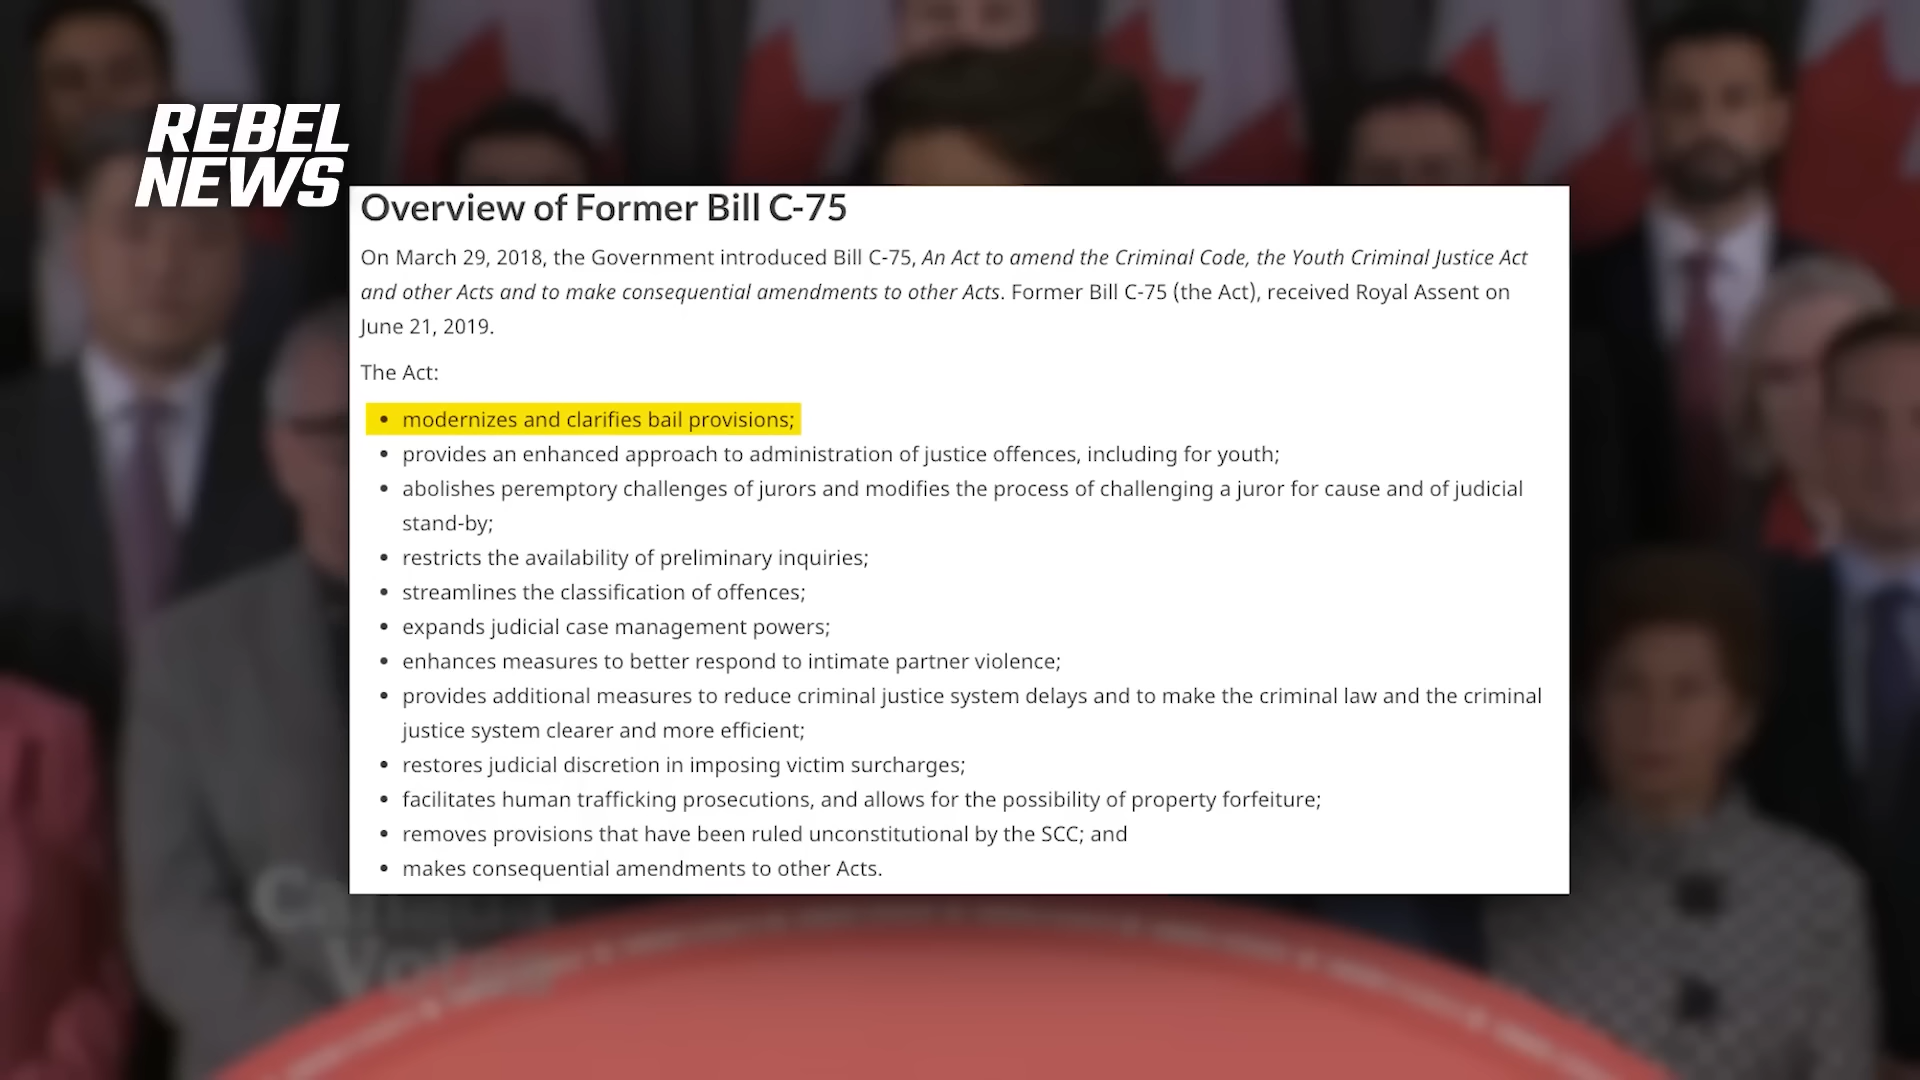 REBEL
NEWS
Overview of Former Bill C-75
On March 29, 2018, the Government introduced Bill C-75, An Act to amend the Criminal Code, the Youth Criminal Justice Act
and other Acts and to make consequential amendments to other Acts. Former Bill C-75 (the Act), received Royal Assent on
June 21, 2019.
The Act:
• modernizes and clarifies bail provisions;
• provides an enhanced approach to administration of justice offences, including for youth;
• abolishes peremptory challenges of jurors and modifies the process of challenging a juror for cause and of judicial
stand-by;
• restricts the availability of preliminary inquiries;
• streamlines the classification of offences;
• expands judicial case management powers;
• enhances measures to better respond to intimate partner violence;
• provides additional measures to reduce criminal justice system delays and to make the criminal law and the criminal
justice system clearer and more efficient;
• restores judicial discretion in imposing victim surcharges;
• facilitates human trafficking prosecutions, and allows for the possibility of property forfeiture;
• removes provisions that have been ruled unconstitutional by the SCC; and
• makes consequential amendments to other Acts.